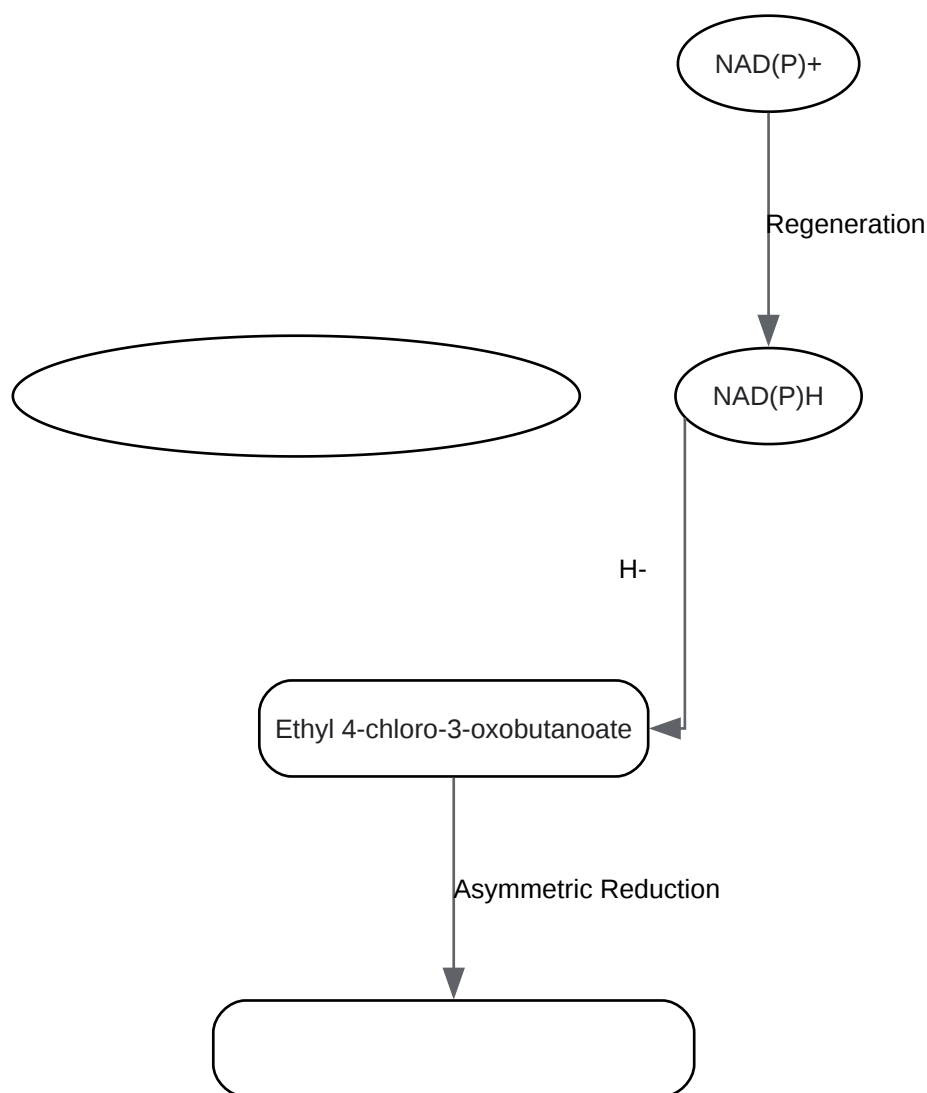 NAD(P)+
Regeneration
NAD(P)H
H-
Ethyl 4-chloro-3-oxobutanoate
Asymmetric Reduction